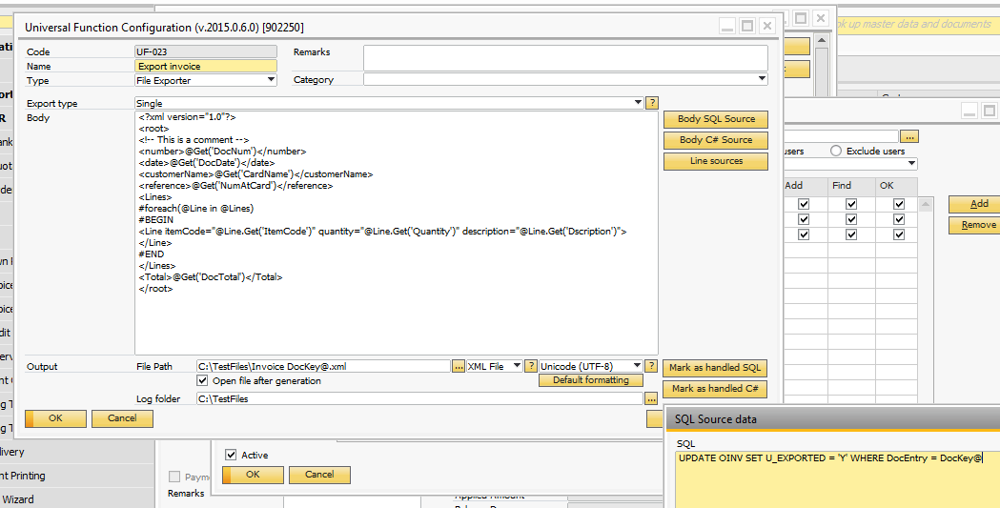 Universal Function Configuration (v.2015.0.6.0) [902250]
k up master data and documents
Code UF-023 Remarks
Name Export invoice
Type File Exporter Category
Export type Single ?
Body
<?xml version="1.0"?>
<root>
<!-- This is a comment -->
<number>@Get('DocNum')</number>
<date>@Get('DocDate')</date>
<customerName>@Get('CardName')</customerName>
<reference>@Get('NumAtCard')</reference>
<Lines>
#foreach(@Line in @Lines)
#BEGIN
<Line itemCode="@Line.Get('ItemCode')" quantity="@Line.Get('Quantity')" description="@Line.Get('Dscription')">
</Line>
#END
</Lines>
<Total>@Get('DocTotal')</Total>
</root>
Body SQL Source
Body C# Source
Line sources
Output File Path C:\TestFiles\Invoice DocKey@.xml ... XML File ? Unicode (UTF-8) ? Mark as handled SQL
Open file after generation Default formatting Mark as handled C#
Log folder C:\TestFiles ...
OK Cancel
...
users Exclude users
Add Find OK
Add
Remove
SQL Source data
SQL
UPDATE OINV SET U_EXPORTED = 'Y' WHERE DocEntry = DocKey@
Active
OK Cancel
Paym
Remarks
livery
nt Printing
Wizard